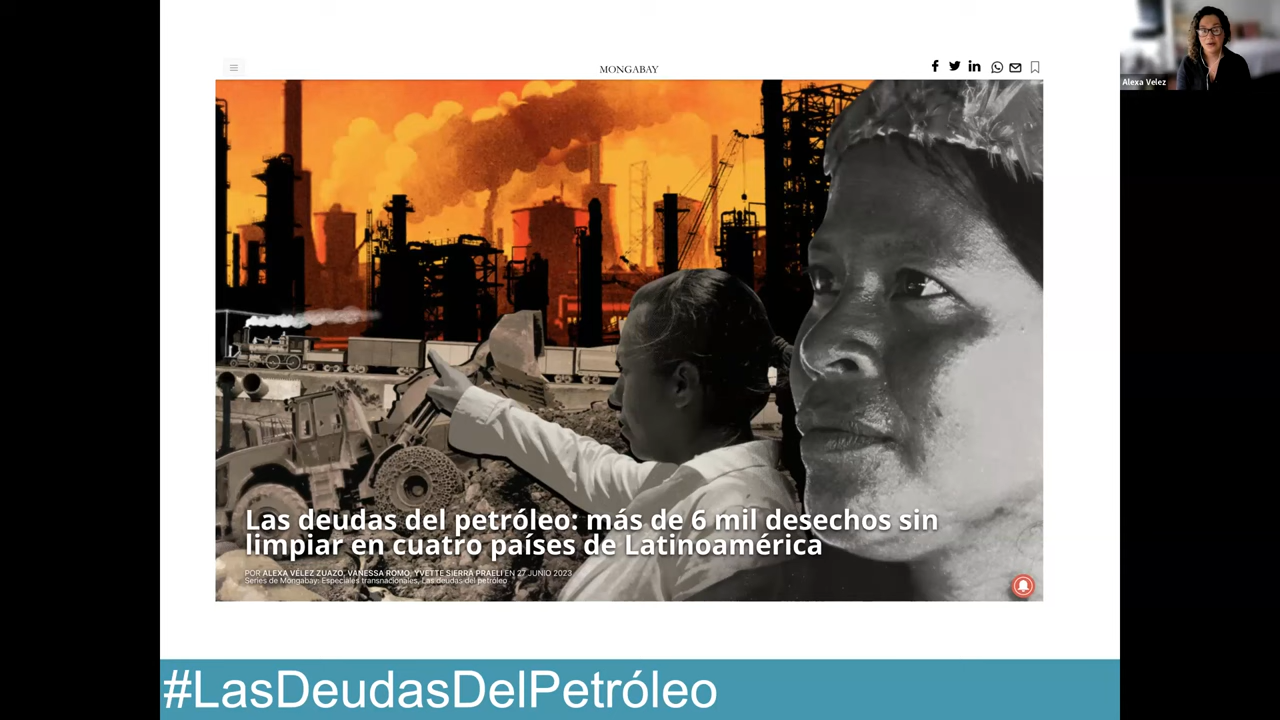 MONGABAY
Alexa Velez
Las deudas del petróleo: más de 6 mil desechos sin
limpiar en cuatro países de Latinoamérica
POR ALEXA VÉLEZ ZUAZO, VANESSA ROMO, YVETTE SIERRA PRAELI EN 27 JUNIO 2023
Series de Mongabay: Especiales transnacionales, Las deudas del petróleo
#LasDeudasDelPetróleo